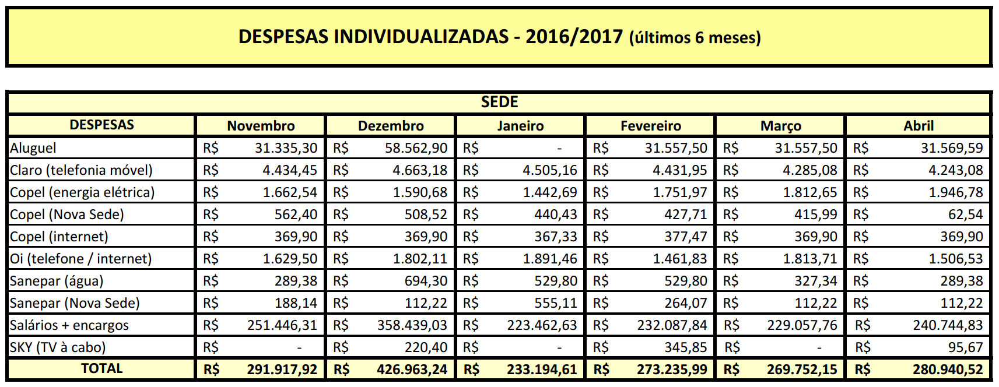 DESPESAS INDIVIDUALIZADAS - 2016/2017 (últimos 6 meses)
SEDE
DESPESAS Novembro Dezembro Janeiro Fevereiro Março Abril
Aluguel R$ 31.335,30 R$ 58.562,90 R$ - R$ 31.557,50 R$ 31.557,50 R$ 31.569,59
Claro (telefonia móvel) R$ 4.434,45 R$ 4.663,18 R$ 4.505,16 R$ 4.431,95 R$ 4.285,08 R$ 4.243,08
Copel (energia elétrica) R$ 1.662,54 R$ 1.590,68 R$ 1.442,69 R$ 1.751,97 R$ 1.812,65 R$ 1.946,78
Copel (Nova Sede) R$ 562,40 R$ 508,52 R$ 440,43 R$ 427,71 R$ 415,99 R$ 62,54
Copel (internet) R$ 369,90 R$ 369,90 R$ 367,33 R$ 377,47 R$ 369,90 R$ 369,90
Oi (telefone / internet) R$ 1.629,50 R$ 1.802,11 R$ 1.891,46 R$ 1.461,83 R$ 1.813,71 R$ 1.506,53
Sanepar (água) R$ 289,38 R$ 694,30 R$ 529,80 R$ 529,80 R$ 327,34 R$ 289,38
Sanepar (Nova Sede) R$ 188,14 R$ 112,22 R$ 555,11 R$ 264,07 R$ 112,22 R$ 112,22
Salários + encargos R$ 251.446,31 R$ 358.439,03 R$ 223.462,63 R$ 232.087,84 R$ 229.057,76 R$ 240.744,83
SKY (TV à cabo) R$ - R$ 220,40 R$ - R$ 345,85 R$ - R$ 95,67
TOTAL R$ 291.917,92 R$ 426.963,24 R$ 233.194,61 R$ 273.235,99 R$ 269.752,15 R$ 280.940,52